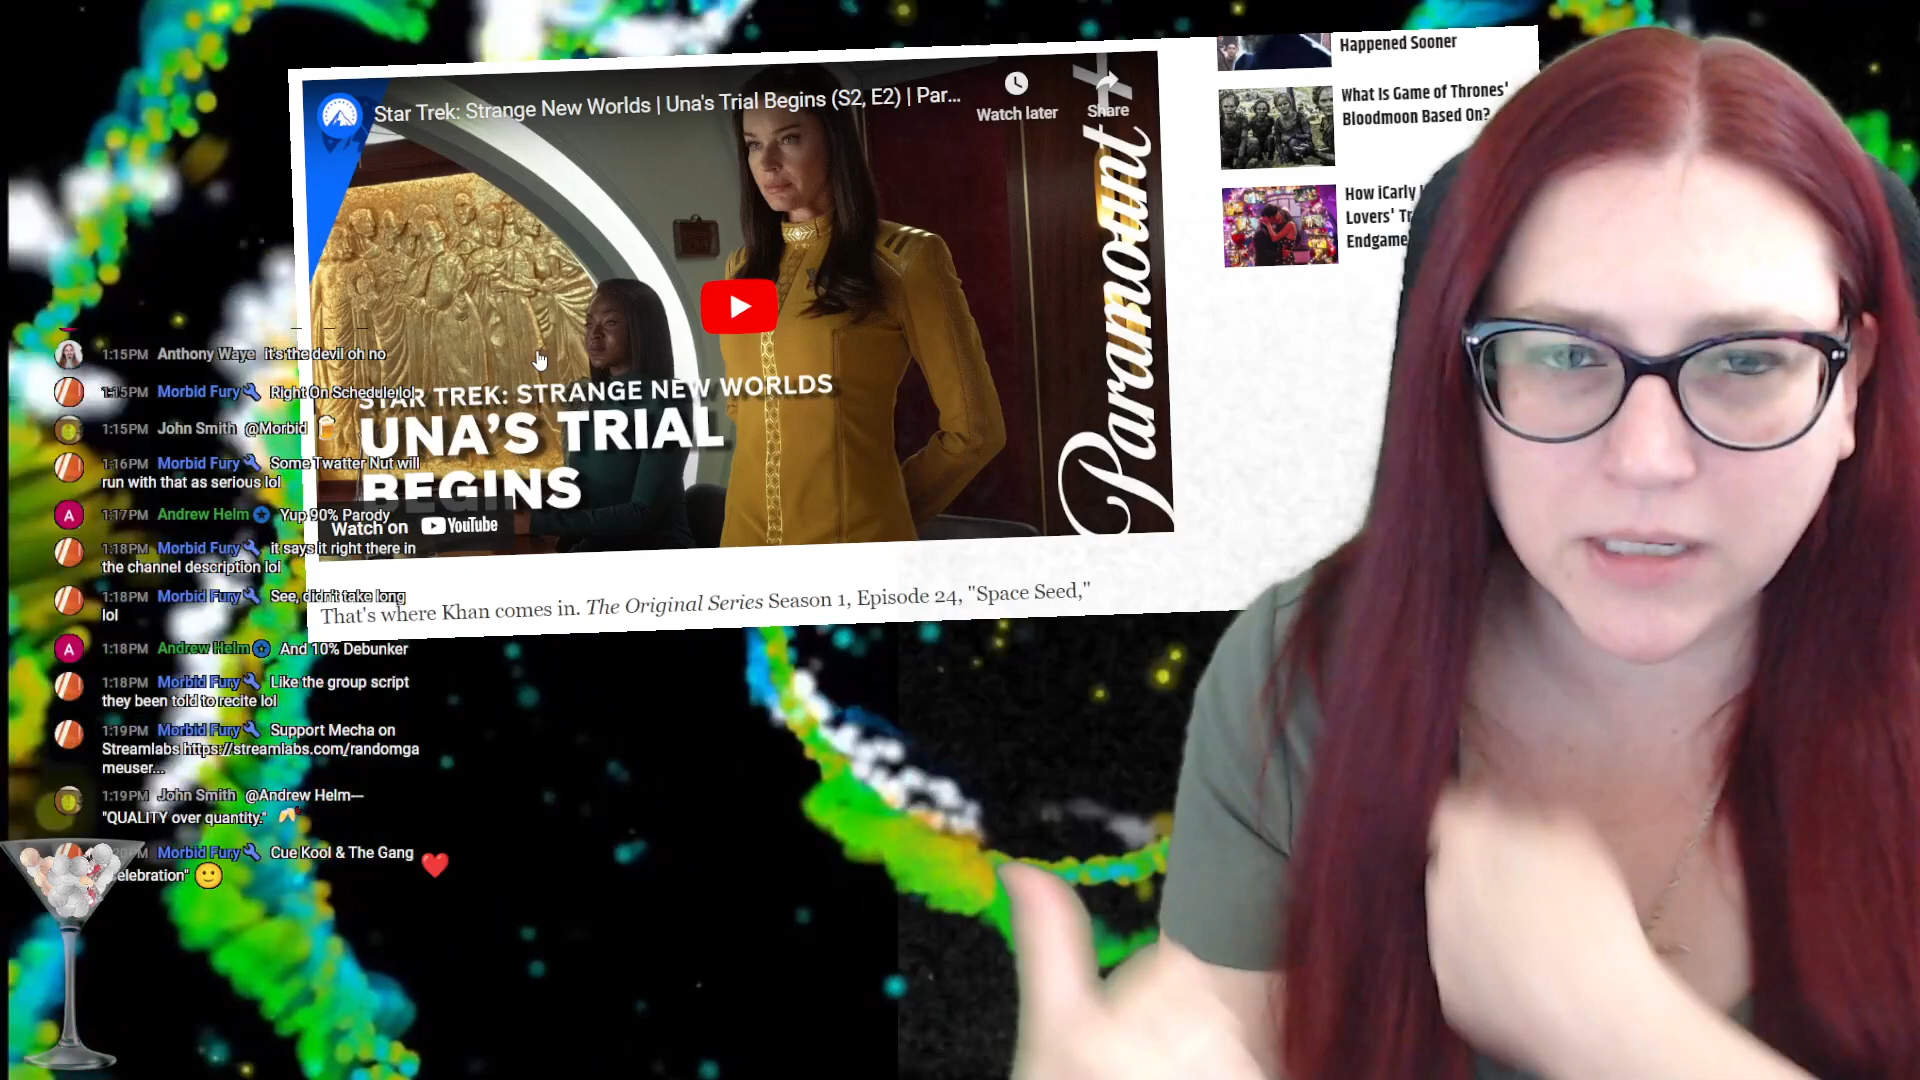 Star Trek: Strange New Worlds | Una's Trial Begins (S2, E2) | Par...
Watch later
Share
Paramount
STAR TREK: STRANGE NEW WORLDS
UNA'S TRIAL
BEGINS
Watch on YouTube
That's where Khan comes in. The Original Series Season 1, Episode 24, "Space Seed,"
Happened Sooner
What Is Game of Thrones'
Bloodmoon Based On?
How iCarly
Lovers'
Endgame
1:15PM Anthony Waye it's the devil oh no
1:15PM Morbid Fury Right On Schedule lol
1:15PM John Smith @Morbid 🍺
1:16PM Morbid Fury Some Twatter Nut will
run with that as serious lol
A
1:17PM Andrew Helm Yup 90% Parody
1:18PM Morbid Fury it says it right there in
the channel description lol
1:18PM Morbid Fury See, didn't take long
lol
A
1:18PM Andrew Helm And 10% Debunker
1:18PM Morbid Fury Like the group script
they been told to recite lol
1:19PM Morbid Fury Support Mecha on
Streamlabs https://streamlabs.com/randomga
meuser...
1:19PM John Smith @Andrew Helm---
"QUALITY over quantity."
Morbid Fury Cue Kool & The Gang
elebration" 🙂